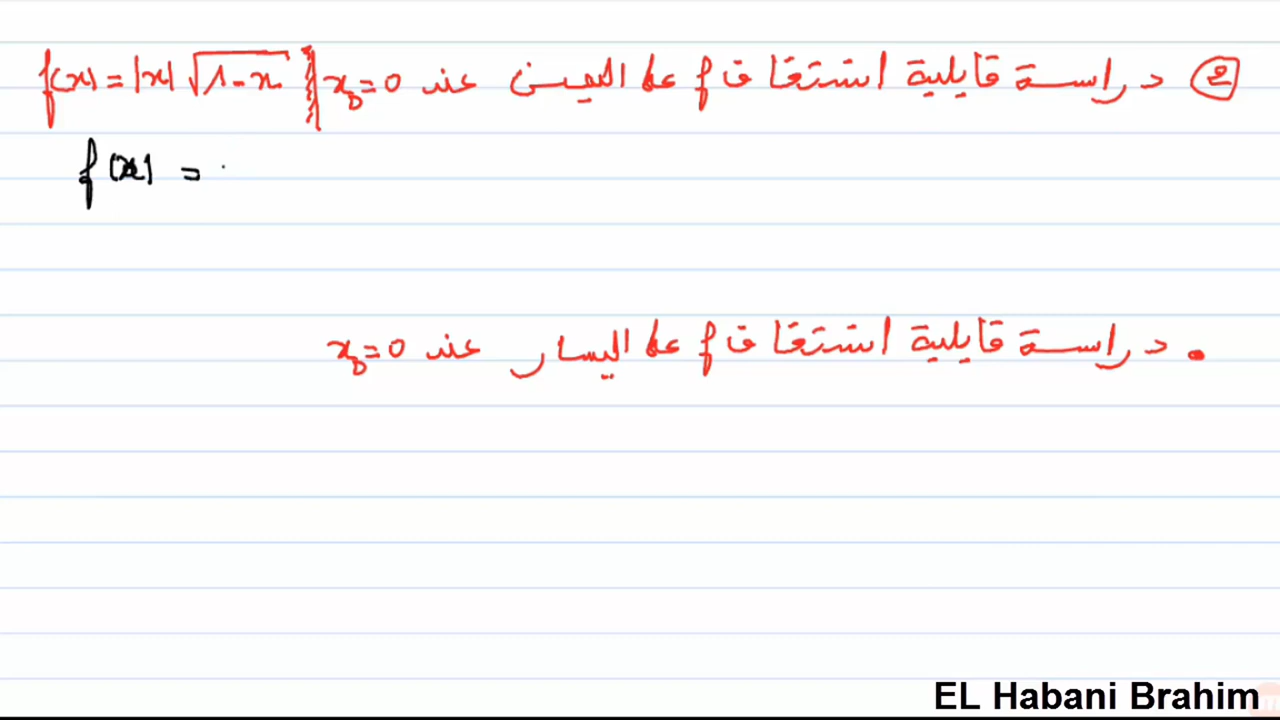 ② دراسة قابلية اشتقاق f على اليمين عند x₀=0 f(x) = |x| √(1-x)
f(x) =
• دراسة قابلية اشتقاق f على اليسار عند x₀=0
EL Habani Brahim